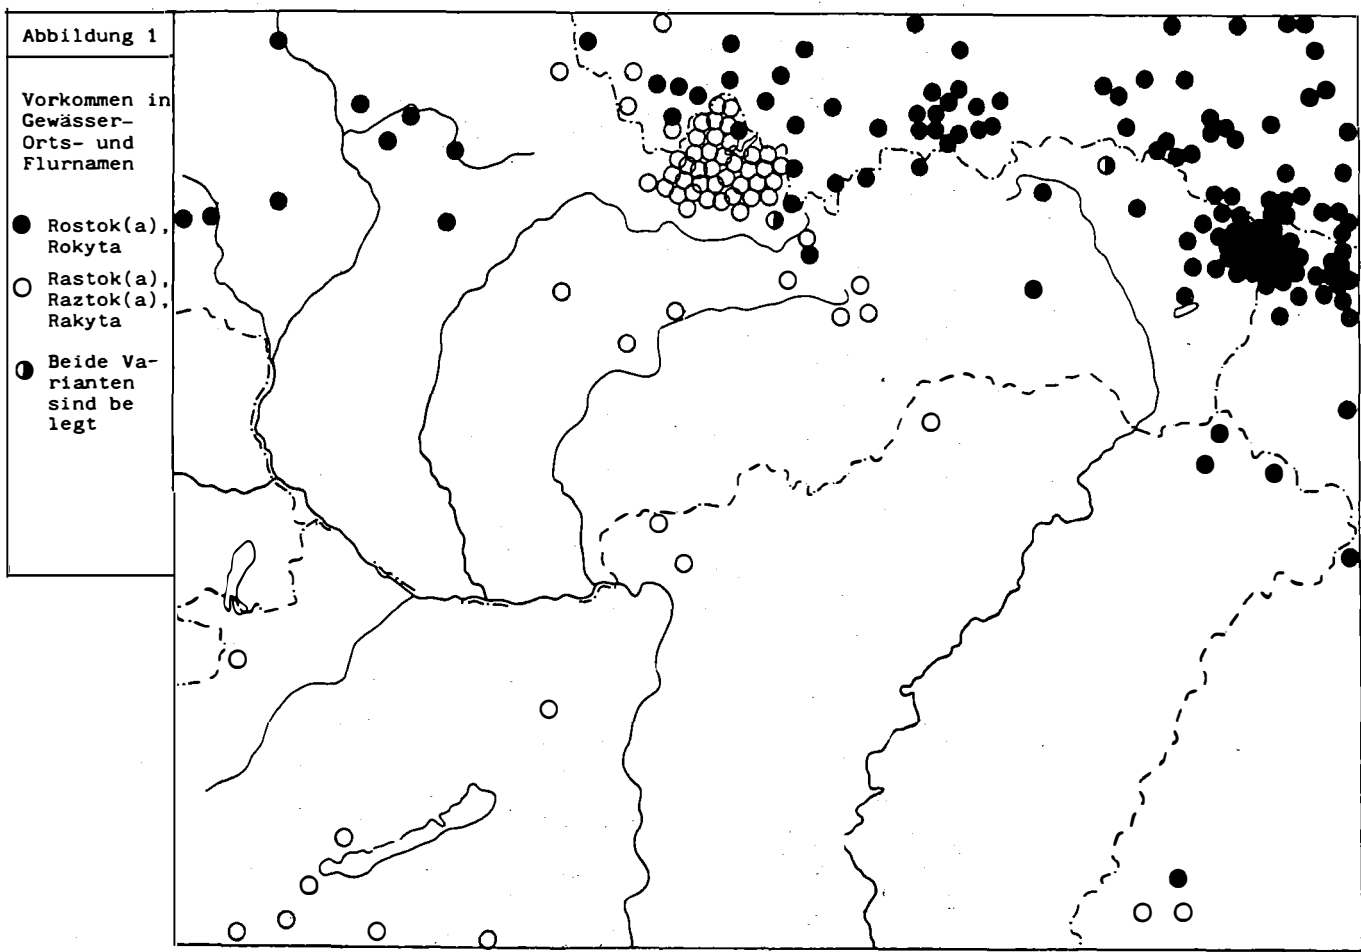 Abbildung 1
Vorkommen in
Gewässer-
Orts- und
Flurnamen
Rostok(a),
Rokyta
Rastok(a),
Raztok(a),
Rakyta
Beide Va-
rianten
sind be
legt